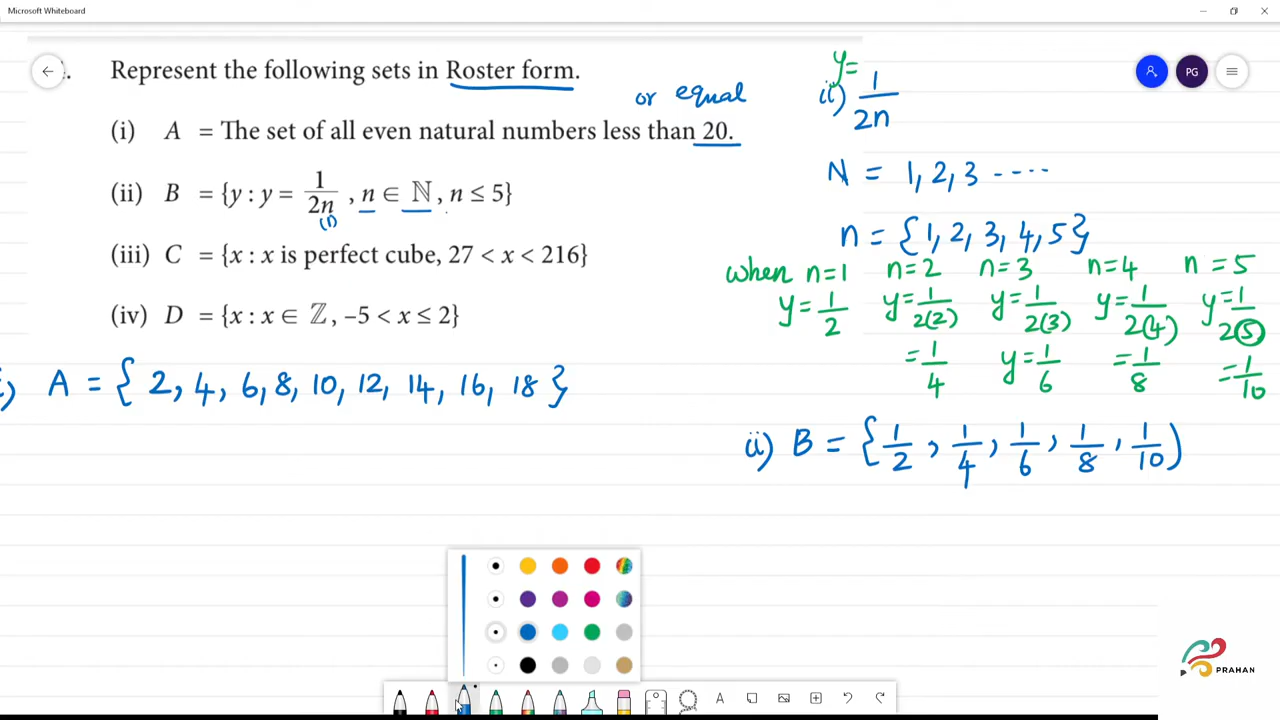 Microsoft Whiteboard
PG
Represent the following sets in Roster form.
or equal
(i) A = The set of all even natural numbers less than 20.
(ii) B = {y : y = 1/2n , n ∈ ℕ, n ≤ 5}
(1)
(iii) C = {x : x is perfect cube, 27 < x < 216}
(iv) D = {x : x ∈ ℤ, –5 < x ≤ 2}
A = { 2, 4, 6, 8, 10, 12, 14, 16, 18 }
y =
ii) 1/2n
N = 1, 2, 3 ----
n = {1, 2, 3, 4, 5}
when n=1 n=2 n=3 n=4 n=5
y=1/2 y=1/2(2) y=1/2(3) y=1/2(4) y=1/2(5)
=1/4 y=1/6 =1/8 =1/10
ii) B = {1/2, 1/4, 1/6, 1/8, 1/10)
A
PRAHAN